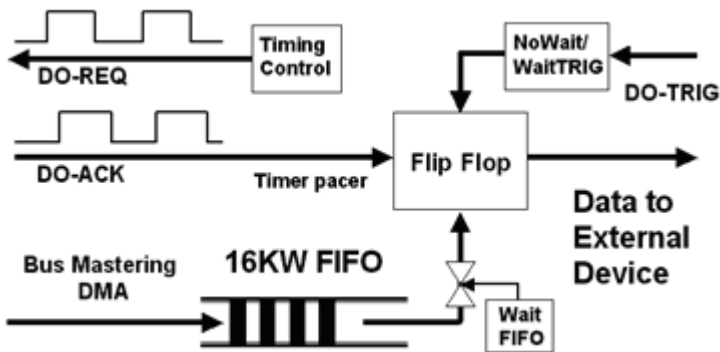 Timing
Control
NoWait/
WaitTRIG
DO-REQ
DO-TRIG
DO-ACK
Timer pacer
Flip Flop
Data to
External
Device
Bus Mastering
DMA
16KW FIFO
Wait
FIFO